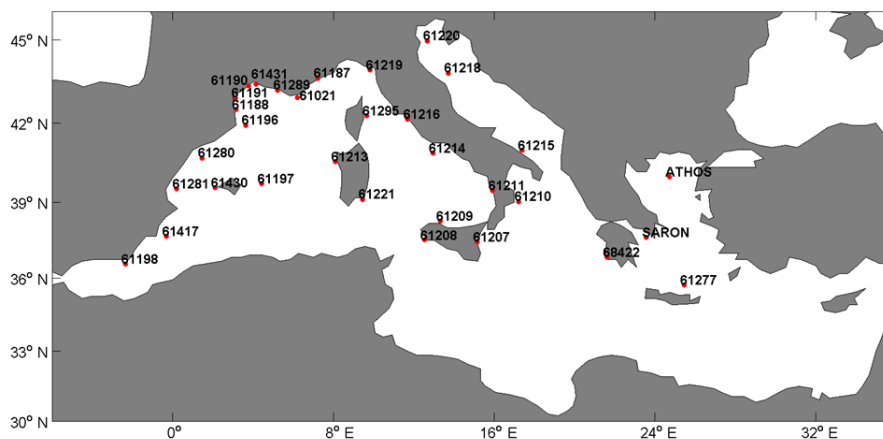 45° N
42° N
39° N
36° N
33° N
30° N
0°
8° E
16° E
24° E
32° E
61220
61218
61219
61187
61431
61190
61289
61021
61191
61188
61196
61295
61216
61214
61215
61280
61213
61281
61430
61197
61221
61211
61210
ATHOS
61209
61208
61207
SARON
68422
61417
61198
61277